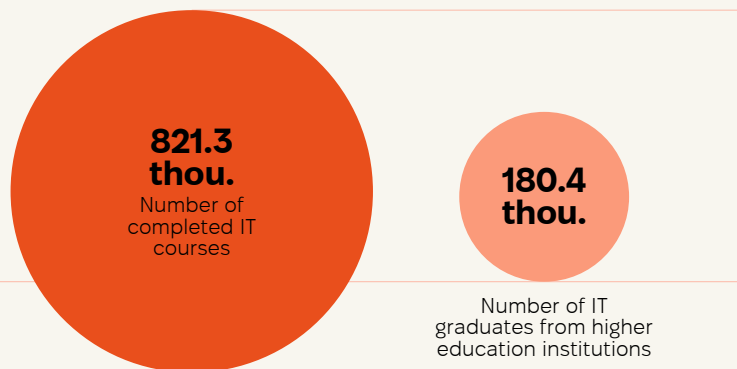 821.3
thou.
Number of
completed IT
courses
180.4
thou.
Number of IT
graduates from higher
education institutions